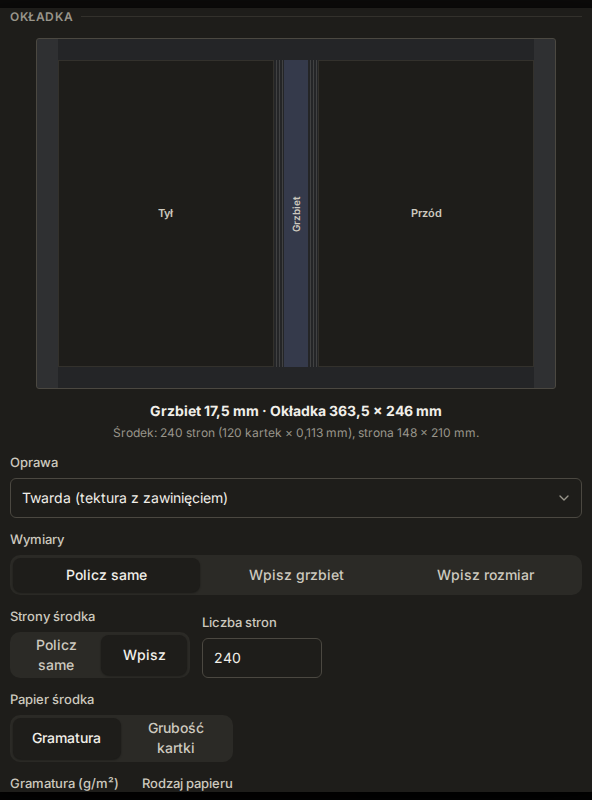 OKŁADKA
Tył
Grzbiet
Przód
Grzbiet 17,5 mm · Okładka 363,5 × 246 mm
Środek: 240 stron (120 kartek × 0,113 mm), strona 148 × 210 mm.
Oprawa
Twarda (tektura z zawinięciem)
Wymiary
Policz same
Wpisz grzbiet
Wpisz rozmiar
Strony środka
Liczba stron
Policz
same
Wpisz
240
Papier środka
Gramatura
Grubość
kartki
Gramatura (g/m²)
Rodzaj papieru